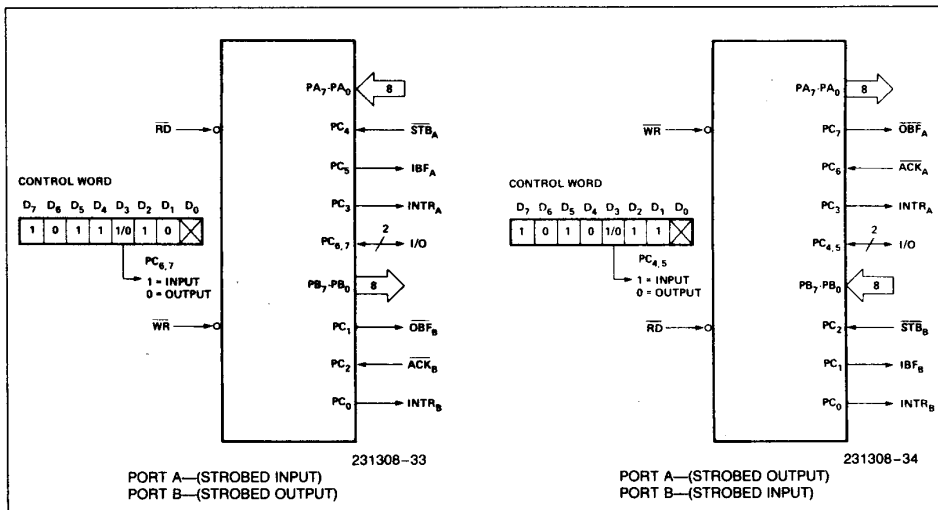 PA7-PA0
8
RD
PC4
STBA
PC5
IBFA
CONTROL WORD
D7 D6 D5 D4 D3 D2 D1 D0
1 0 1 1 1/0 1 0
PC3
INTRA
PC6,7
2
I/O
PC6,7
1 = INPUT
0 = OUTPUT
PB7-PB0
8
WR
PC1
OBFB
PC2
ACKB
PC0
INTRB
231308-33
PORT A—(STROBED INPUT)
PORT B—(STROBED OUTPUT)
PA7-PA0
8
WR
PC7
OBFA
PC6
ACKA
CONTROL WORD
D7 D6 D5 D4 D3 D2 D1 D0
1 0 1 0 1/0 1 1
PC3
INTRA
PC4,5
2
I/O
PC4,5
1 = INPUT
0 = OUTPUT
PB7-PB0
8
RD
PC2
STBB
PC1
IBFB
PC0
INTRB
231308-34
PORT A—(STROBED OUTPUT)
PORT B—(STROBED INPUT)